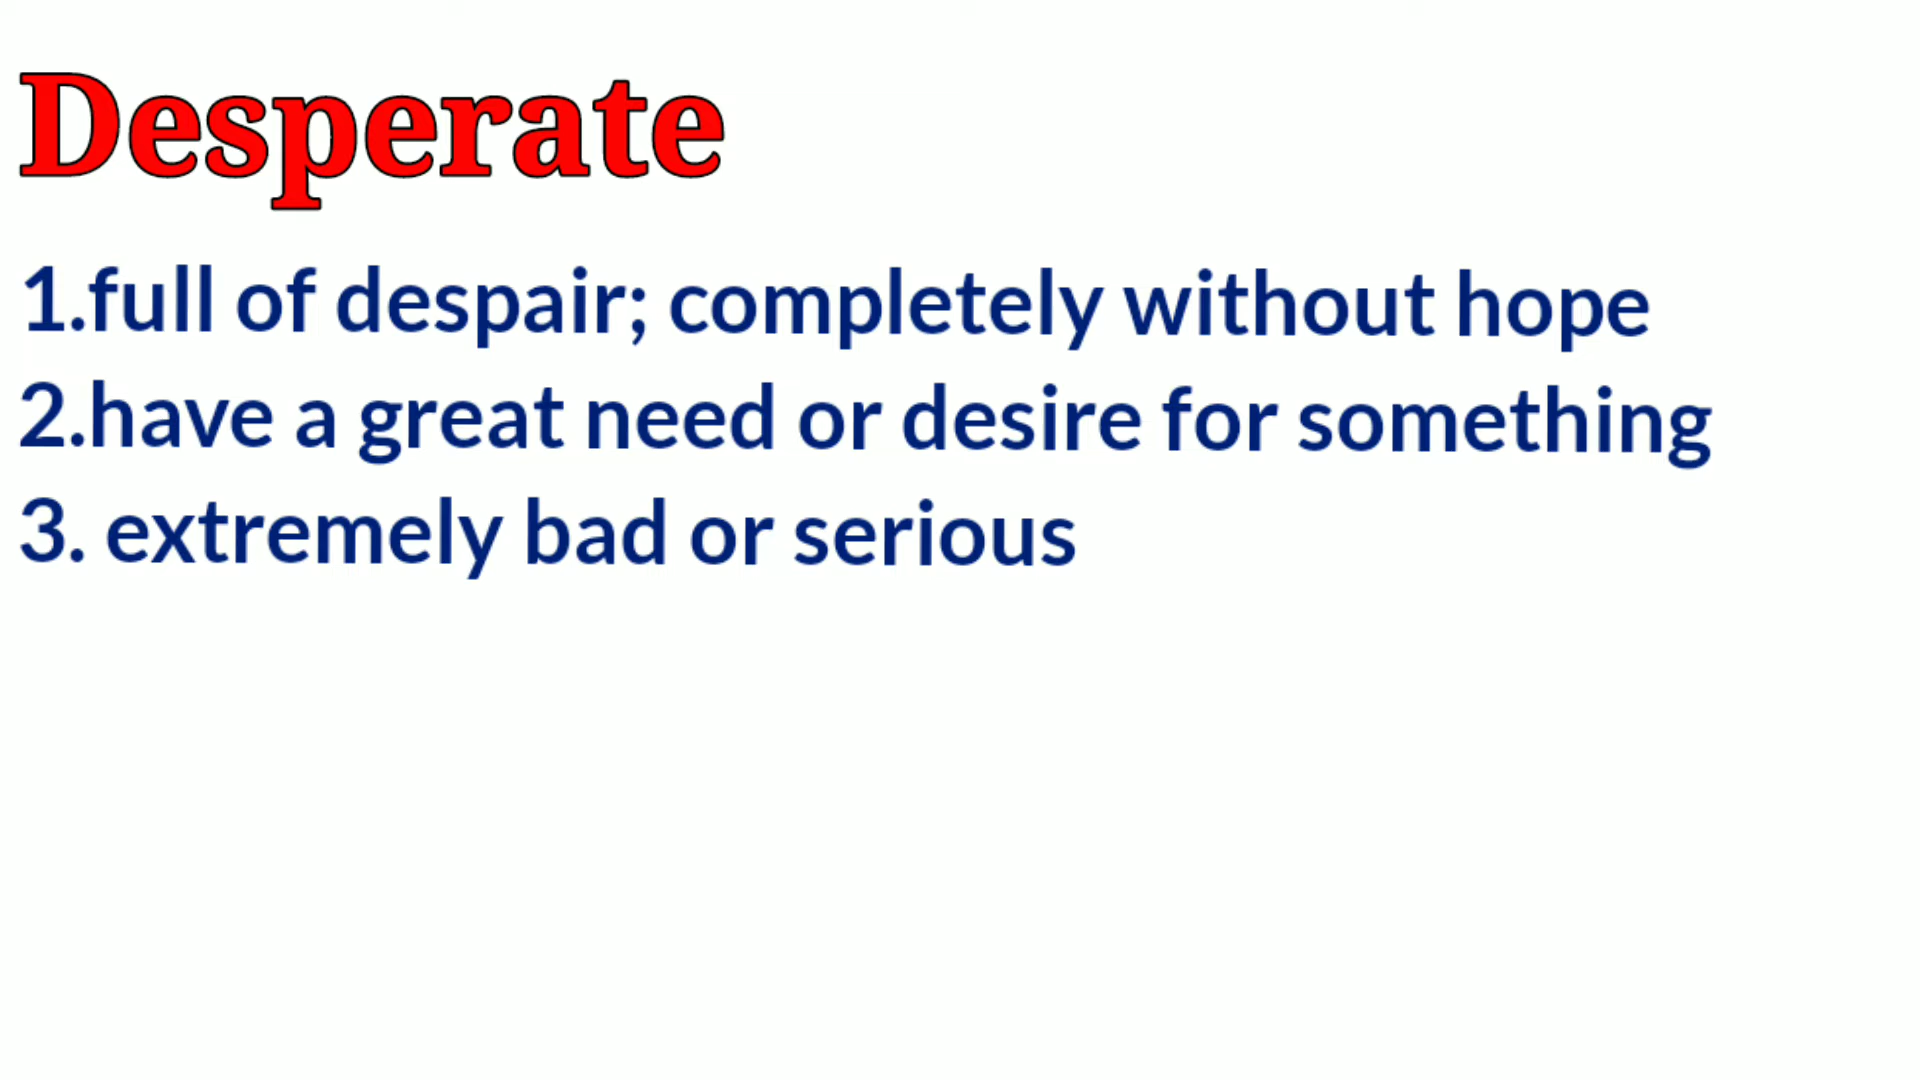 Desperate
1.full of despair; completely without hope
2.have a great need or desire for something
3. extremely bad or serious